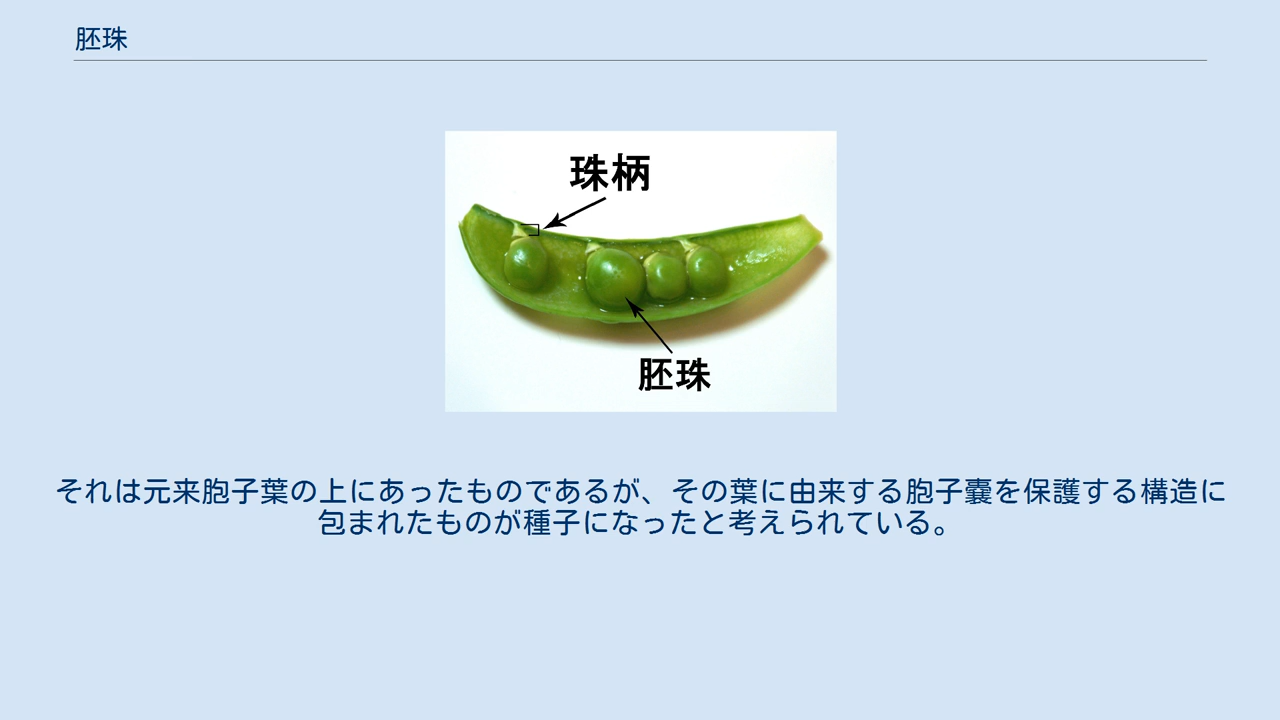 胚珠
珠柄
胚珠
それは元来胞子葉の上にあったものであるが、その葉に由来する胞子嚢を保護する構造に
包まれたものが種子になったと考えられている。